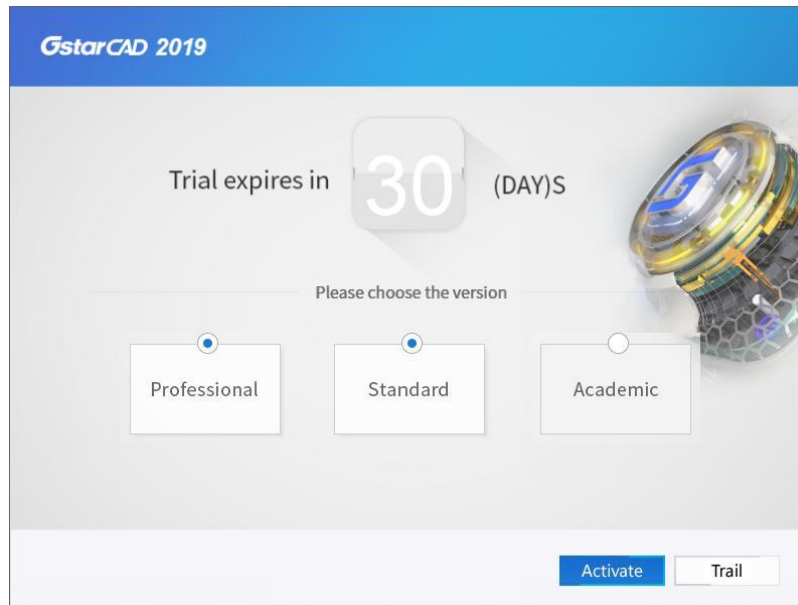 GstarCAD 2019
Trial expires in 30 (DAY)S
Please choose the version
Professional Standard Academic
Activate Trail